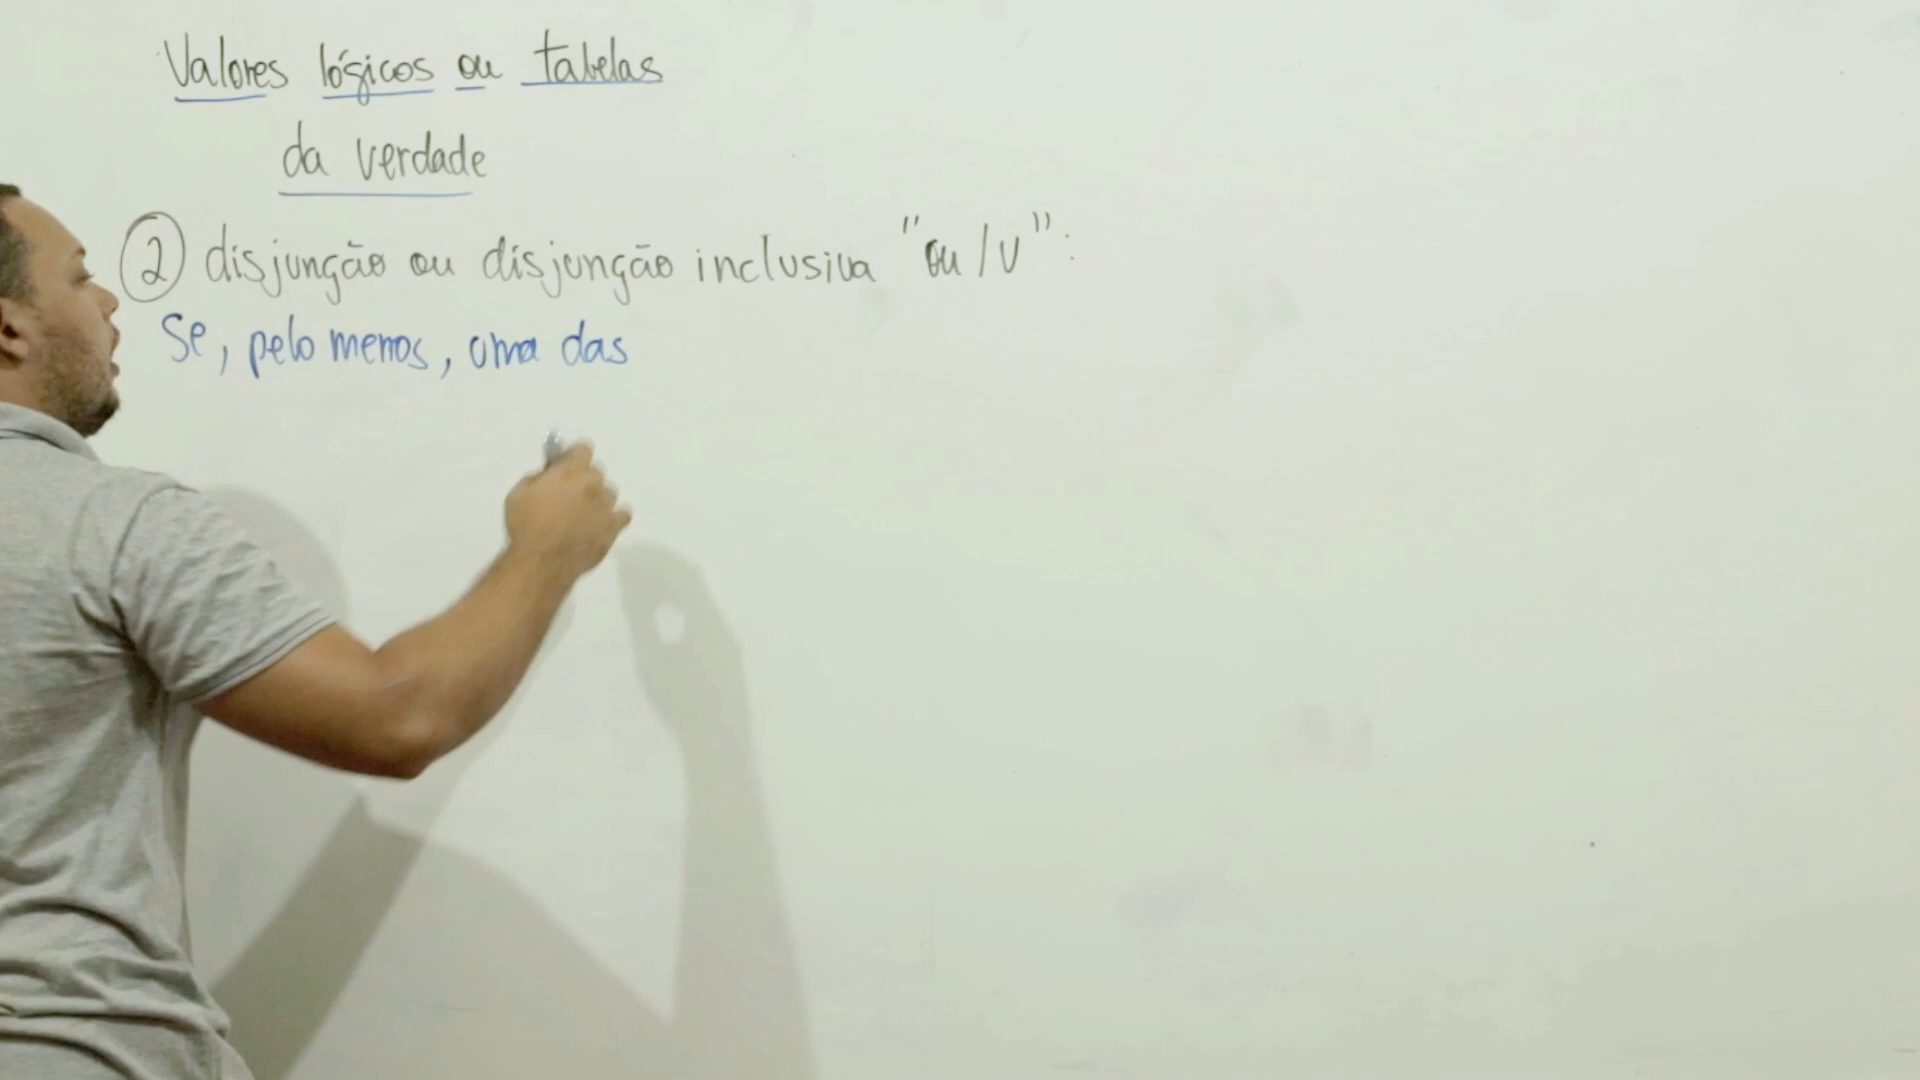 Valores lógicos ou tabelas
da verdade
② disjunção ou disjunção inclusiva "ou/v":
Se, pelo menos, uma das